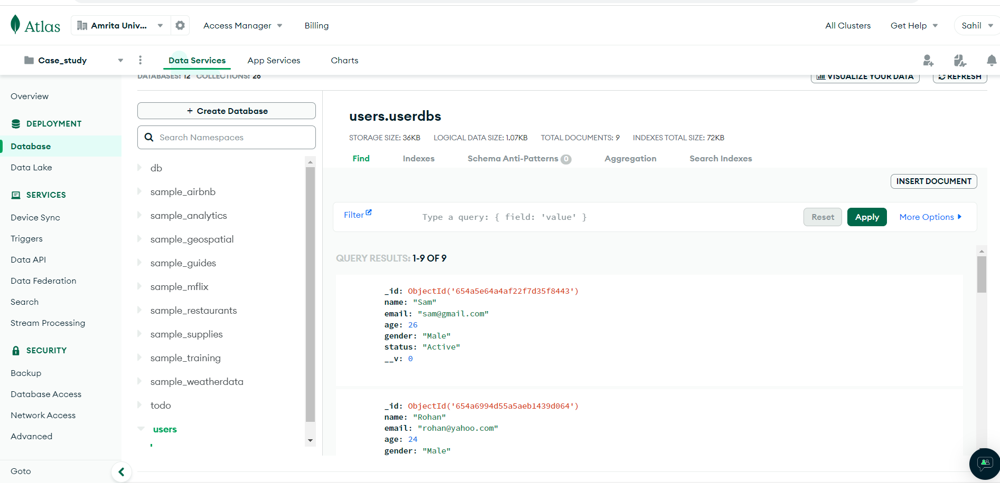 Atlas
Amrita Univ...
Access Manager
Billing
All Clusters
Get Help
Sahil
Case_study
Data Services
App Services
Charts
DATABASES: 12 COLLECTIONS: 26
VISUALIZE YOUR DATA
REFRESH
Overview
DEPLOYMENT
Database
Data Lake
SERVICES
Device Sync
Triggers
Data API
Data Federation
Search
Stream Processing
SECURITY
Backup
Database Access
Network Access
Advanced
Goto
+ Create Database
Search Namespaces
db
sample_airbnb
sample_analytics
sample_geospatial
sample_guides
sample_mflix
sample_restaurants
sample_supplies
sample_training
sample_weatherdata
todo
users
users.userdbs
STORAGE SIZE: 36KB LOGICAL DATA SIZE: 1.07KB TOTAL DOCUMENTS: 9 INDEXES TOTAL SIZE: 72KB
Find
Indexes
Schema Anti-Patterns 0
Aggregation
Search Indexes
INSERT DOCUMENT
Filter
Type a query: { field: 'value' }
Reset
Apply
More Options
QUERY RESULTS: 1-9 OF 9
_id: ObjectId('654a5e64a4af22f7d35f8443')
name: "Sam"
email: "sam@gmail.com"
age: 26
gender: "Male"
status: "Active"
__v: 0
_id: ObjectId('654a6994d55a5aeb1439d064')
name: "Rohan"
email: "rohan@yahoo.com"
age: 24
gender: "Male"